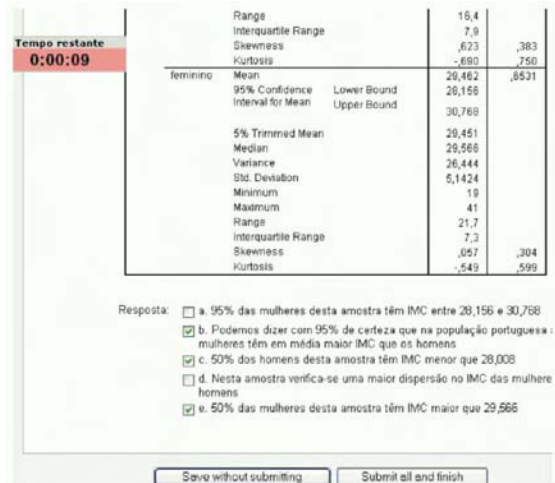 Range 16,4
Interquartile Range 7,9
Tempo restante
0:00:09
Skewness ,623 ,383
Kurtosis -,690 ,750
feminino Mean 29,462 ,6531
95% Confidence Lower Bound 28,156
Interval for Mean Upper Bound 30,768
5% Trimmed Mean 29,451
Median 29,566
Variance 26,444
Std. Deviation 5,1424
Minimum 19
Maximum 41
Range 21,7
Interquartile Range 7,3
Skewness ,057 ,304
Kurtosis -,549 ,599
Resposta: a. 95% das mulheres desta amostra têm IMC entre 28,156 e 30,768
b. Podemos dizer com 95% de certeza que na população portuguesa
mulheres têm em média maior IMC que os homens
c. 50% dos homens desta amostra têm IMC menor que 28,008
d. Nesta amostra verifica-se uma maior dispersão no IMC das mulhere
homens
e. 50% das mulheres desta amostra têm IMC maior que 29,566
Save without submitting Submit all and finish